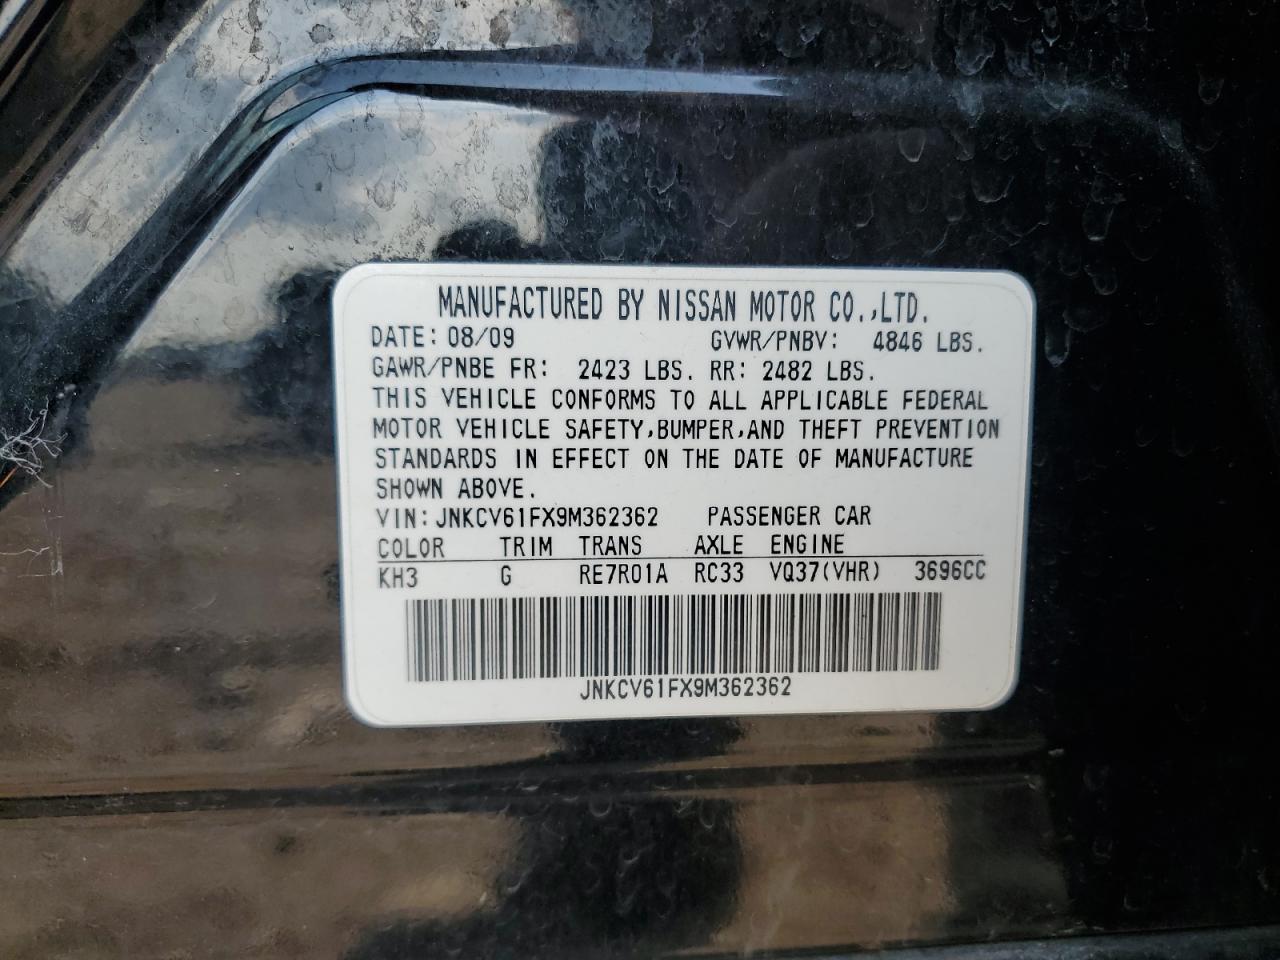 MANUFACTURED BY NISSAN MOTOR CO.,LTD.
DATE: 08/09 GVWR/PNBV: 4846 LBS.
GAWR/PNBE FR: 2423 LBS. RR: 2482 LBS.
THIS VEHICLE CONFORMS TO ALL APPLICABLE FEDERAL
MOTOR VEHICLE SAFETY,BUMPER,AND THEFT PREVENTION
STANDARDS IN EFFECT ON THE DATE OF MANUFACTURE
SHOWN ABOVE.
VIN:JNKCV61FX9M362362 PASSENGER CAR
COLOR TRIM TRANS AXLE ENGINE
KH3 G RE7R01A RC33 VQ37(VHR) 3696CC
JNKCV61FX9M362362